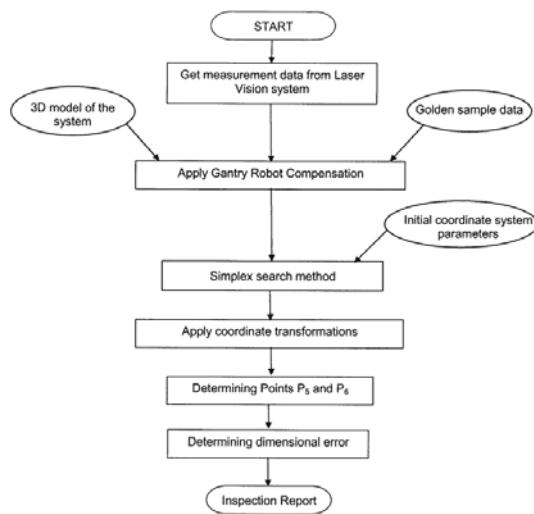 START
Get measurement data from Laser
Vision system
3D model of the
system
Golden sample data
Apply Gantry Robot Compensation
Initial coordinate system
parameters
Simplex search method
Apply coordinate transformations
Determining Points P₅ and P₆
Determining dimensional error
Inspection Report